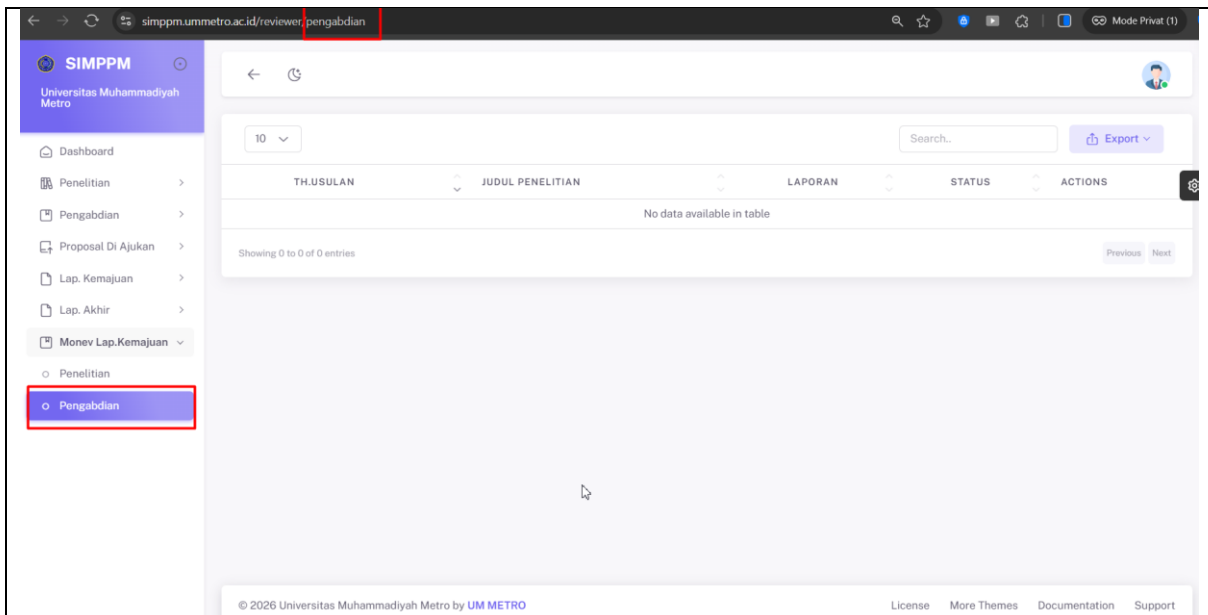 simppm.ummetro.ac.id/reviewer/pengabdian
Mode Privat (1)
SIMPPM
Universitas Muhammadiyah
Metro
Dashboard
Penelitian
Pengabdian
Proposal Di Ajukan
Lap. Kemajuan
Lap. Akhir
Monev Lap.Kemajuan
Penelitian
Pengabdian
10
Search..
Export
TH.USULAN JUDUL PENELITIAN LAPORAN STATUS ACTIONS
No data available in table
Showing 0 to 0 of 0 entries
Previous Next
© 2026 Universitas Muhammadiyah Metro by UM METRO
License More Themes Documentation Support